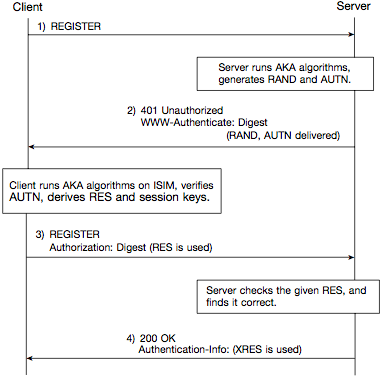 Client
Server
1) REGISTER
Server runs AKA algorithms,
generates RAND and AUTN.
2) 401 Unauthorized
WWW-Authenticate: Digest
(RAND, AUTN delivered)
Client runs AKA algorithms on ISIM, verifies
AUTN, derives RES and session keys.
3) REGISTER
Authorization: Digest (RES is used)
Server checks the given RES, and
finds it correct.
4) 200 OK
Authentication-Info: (XRES is used)